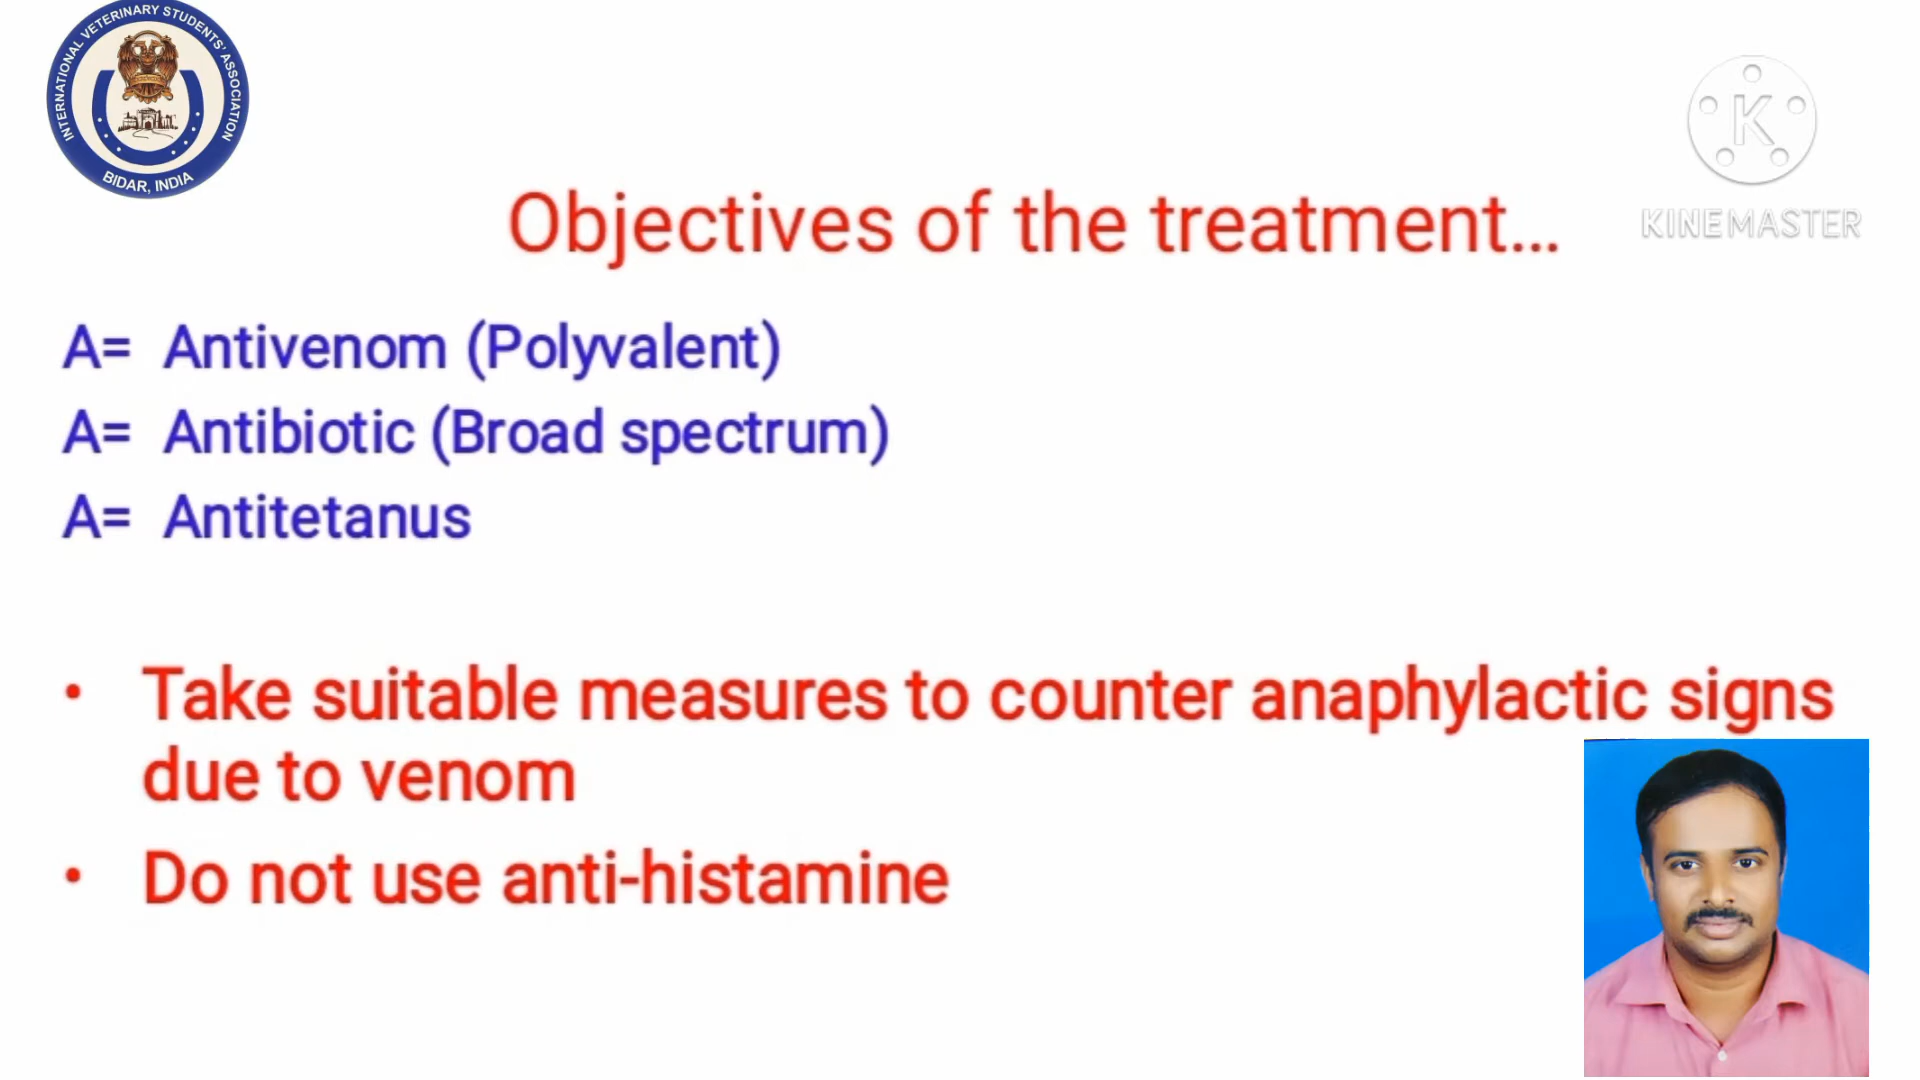 INTERNATIONAL VETERINARY STUDENTS' ASSOCIATION
BIDAR, INDIA
K
KINEMASTER
Objectives of the treatment...
A= Antivenom (Polyvalent)
A= Antibiotic (Broad spectrum)
A= Antitetanus
• Take suitable measures to counter anaphylactic signs
due to venom
• Do not use anti-histamine